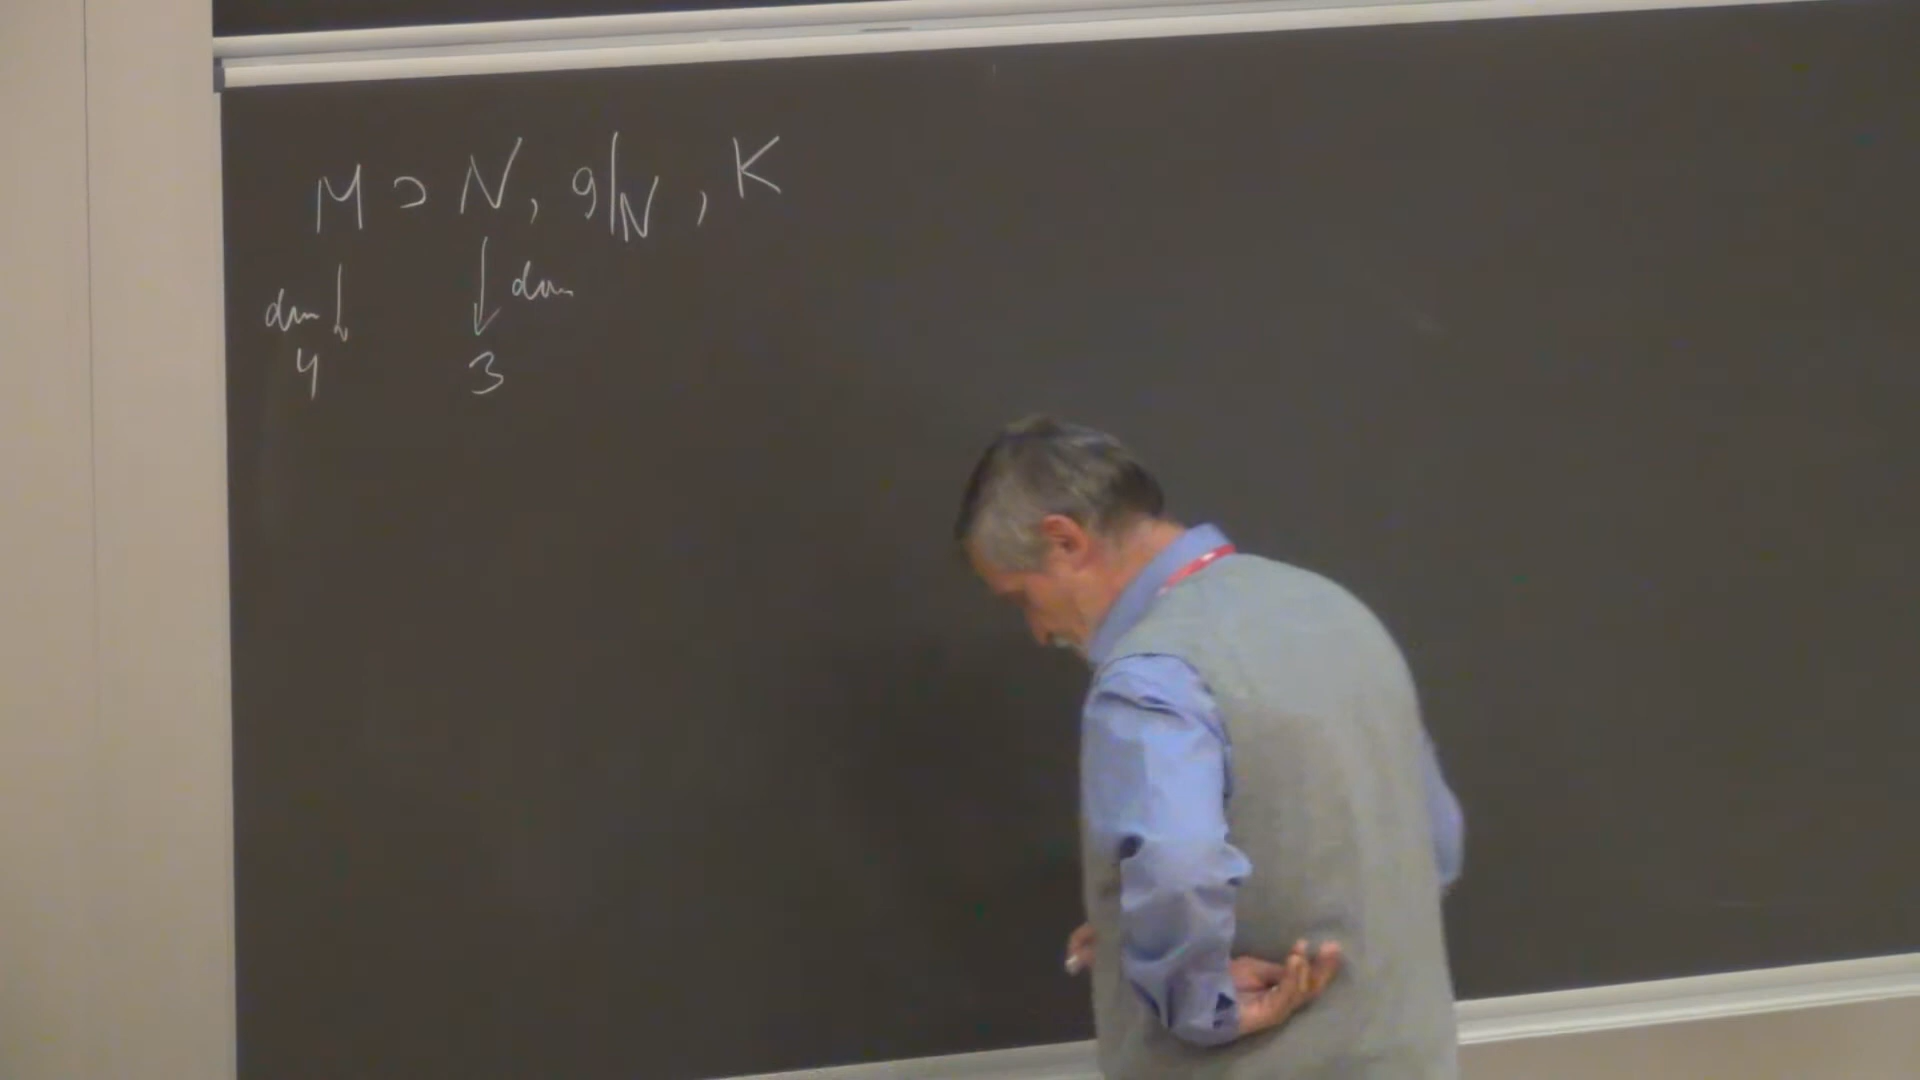 M ⊃ N, g|N, K
dim ↓ ↓ dim
4 3